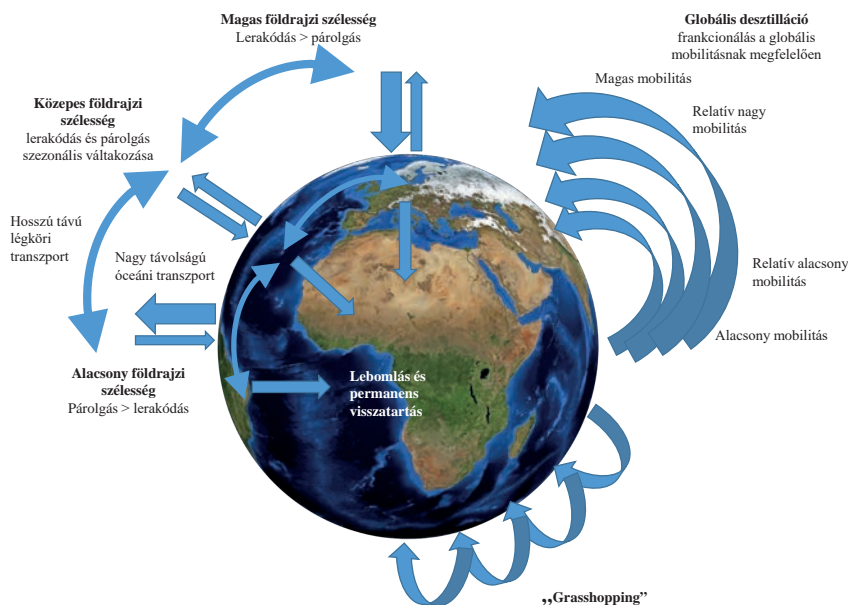 Magas földrajzi szélesség
Lerakódás > párolgás
Globális desztilláció
frankcionálás a globális
mobilitásnak megfelelően
Magas mobilitás
Relatív nagy
mobilitás
Közepes földrajzi
szélesség
lerakódás és párolgás
szezonális váltakozása
Hosszú távú
légköri
transzport
Nagy távolságú
óceáni transzport
Relatív alacsony
mobilitás
Alacsony mobilitás
Alacsony földrajzi
szélesség
Párolgás > lerakódás
Lebomlás és
permanens
visszatartás
„Grasshopping”